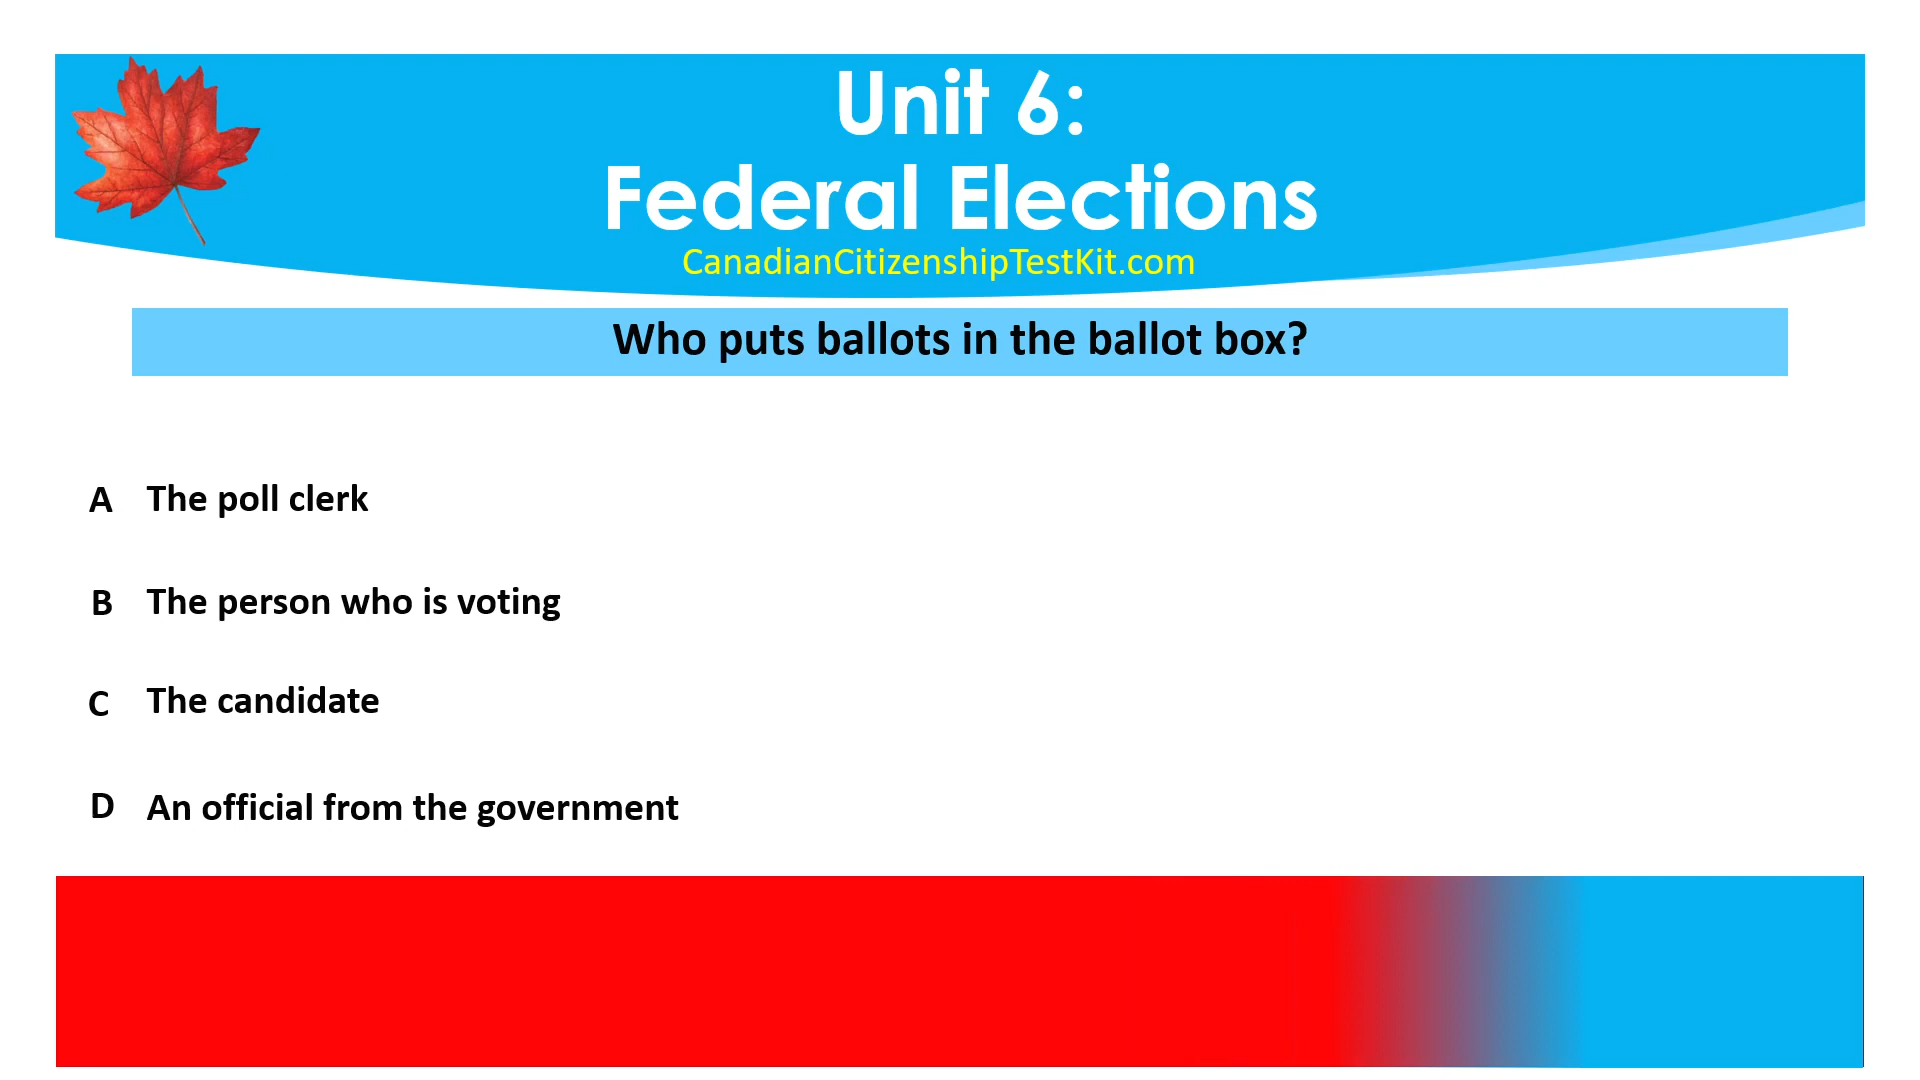 Unit 6:
Federal Elections
CanadianCitizenshipTestKit.com
Who puts ballots in the ballot box?
A The poll clerk
B The person who is voting
C The candidate
D An official from the government